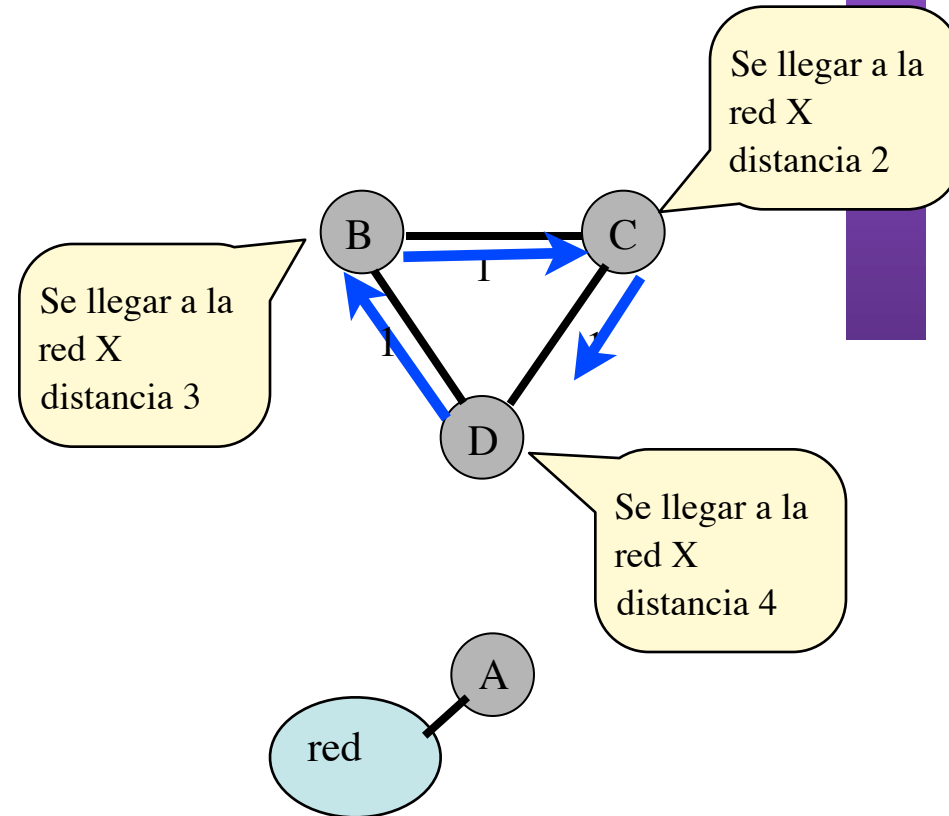 Se llegar a la
red X
distancia 2
B
C
1
Se llegar a la
red X
distancia 3
1
D
Se llegar a la
red X
distancia 4
A
red